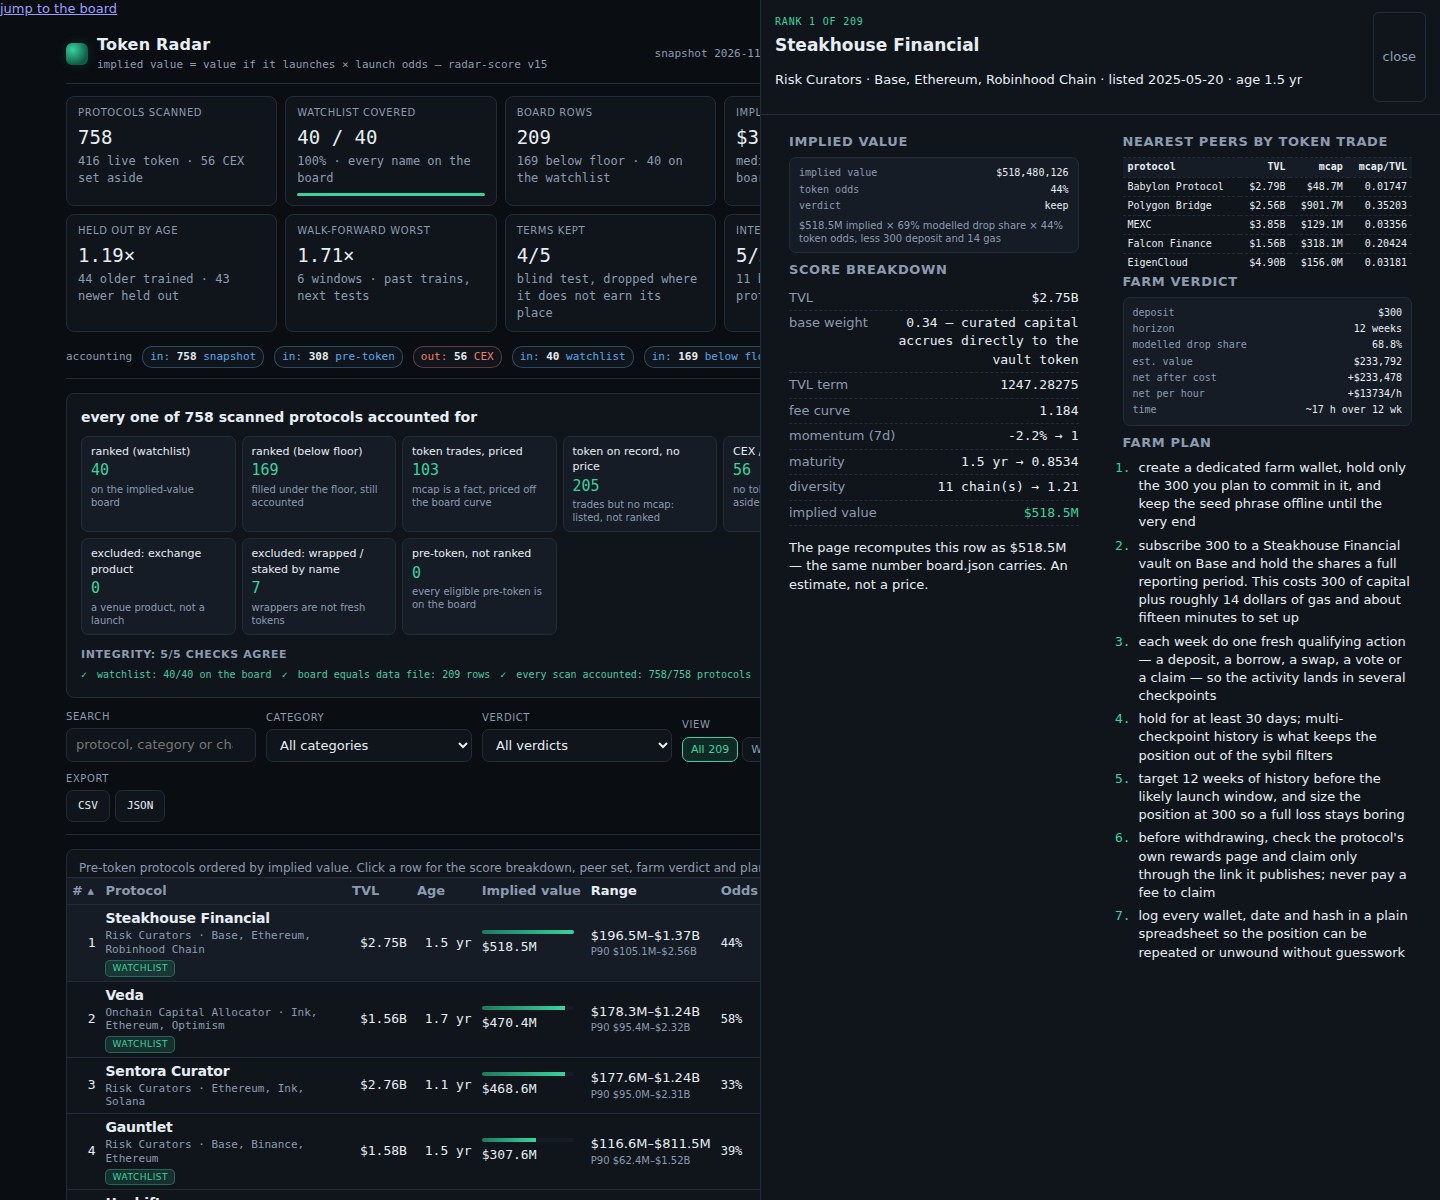 jump to the board
Token Radar
implied value = value if it launches × launch odds — radar-score v15
snapshot 2026-11
PROTOCOLS SCANNED
758
416 live token · 56 CEX
set aside
WATCHLIST COVERED
40 / 40
100% · every name on the
board
BOARD ROWS
209
169 below floor · 40 on
the watchlist
HELD OUT BY AGE
1.19×
44 older trained · 43
newer held out
WALK-FORWARD WORST
1.71×
6 windows · past trains,
next tests
TERMS KEPT
4/5
blind test, dropped where
it does not earn its
place
accounting
in: 758 snapshot
in: 308 pre-token
out: 56 CEX
in: 40 watchlist
in: 169 below flo
every one of 758 scanned protocols accounted for
ranked (watchlist)
40
on the implied-value
board
ranked (below floor)
169
filled under the floor, still
accounted
token trades, priced
103
mcap is a fact, priced off
the board curve
token on record, no
price
205
trades but no mcap:
listed, not ranked
CEX
56
no to
aside
excluded: exchange
product
0
a venue product, not a
launch
excluded: wrapped /
staked by name
7
wrappers are not fresh
tokens
pre-token, not ranked
0
every eligible pre-token is
on the board
INTEGRITY: 5/5 CHECKS AGREE
✓ watchlist: 40/40 on the board ✓ board equals data file: 209 rows ✓ every scan accounted: 758/758 protocols
SEARCH
protocol, category or ch
CATEGORY
All categories
VERDICT
All verdicts
VIEW
All 209
W
EXPORT
CSV
JSON
Pre-token protocols ordered by implied value. Click a row for the score breakdown, peer set, farm verdict and pla
# ▲ Protocol TVL Age Implied value Range Odds
1
Steakhouse Financial
Risk Curators · Base, Ethereum,
Robinhood Chain
WATCHLIST
$2.75B
1.5 yr
$518.5M
$196.5M–$1.37B
P90 $105.1M–$2.56B
44%
2
Veda
Onchain Capital Allocator · Ink,
Ethereum, Optimism
WATCHLIST
$1.56B
1.7 yr
$470.4M
$178.3M–$1.24B
P90 $95.4M–$2.32B
58%
3
Sentora Curator
Risk Curators · Ethereum, Ink,
Solana
$2.76B
1.1 yr
$468.6M
$177.6M–$1.24B
P90 $95.0M–$2.31B
33%
4
Gauntlet
Risk Curators · Base, Binance,
Ethereum
WATCHLIST
$1.58B
1.5 yr
$307.6M
$116.6M–$811.5M
P90 $62.4M–$1.52B
39%
RANK 1 OF 209
Steakhouse Financial
Risk Curators · Base, Ethereum, Robinhood Chain · listed 2025-05-20 · age 1.5 yr
close
IMPLIED VALUE
implied value $518,480,126
token odds 44%
verdict keep
$518.5M implied × 69% modelled drop share × 44%
token odds, less 300 deposit and 14 gas
SCORE BREAKDOWN
TVL $2.75B
base weight 0.34 — curated capital
accrues directly to the
vault token
TVL term 1247.28275
fee curve 1.184
momentum (7d) -2.2% → 1
maturity 1.5 yr → 0.8534
diversity 11 chain(s) → 1.21
implied value $518.5M
The page recomputes this row as $518.5M
— the same number board.json carries. An
estimate, not a price.
NEAREST PEERS BY TOKEN TRADE
protocol TVL mcap mcap/TVL
Babylon Protocol $2.79B $48.7M 0.01747
Polygon Bridge $2.56B $901.7M 0.35203
MEXC $3.85B $129.1M 0.03356
Falcon Finance $1.56B $318.1M 0.20424
EigenCloud $4.90B $156.0M 0.03181
FARM VERDICT
deposit $300
horizon 12 weeks
modelled drop share 68.8%
est. value $233,792
net after cost +$233,478
net per hour +$13734/h
time ~17 h over 12 wk
FARM PLAN
1. create a dedicated farm wallet, hold only
the 300 you plan to commit in it, and
keep the seed phrase offline until the
very end
2. subscribe 300 to a Steakhouse Financial
vault on Base and hold the shares a full
reporting period. This costs 300 of capital
plus roughly 14 dollars of gas and about
fifteen minutes to set up
3. each week do one fresh qualifying action
— a deposit, a borrow, a swap, a vote or
a claim — so the activity lands in several
checkpoints
4. hold for at least 30 days; multi-
checkpoint history is what keeps the
position out of the sybil filters
5. target 12 weeks of history before the
likely launch window, and size the
position at 300 so a full loss stays boring
6. before withdrawing, check the protocol's
own rewards page and claim only
through the link it publishes; never pay a
fee to claim
7. log every wallet, date and hash in a plain
spreadsheet so the position can be
repeated or unwound without guesswork